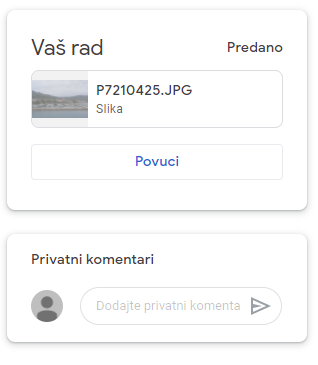 Vaš rad
Predano
P7210425.JPG
Slika
Povuci
Privatni komentari
Dodajte privatni komenta